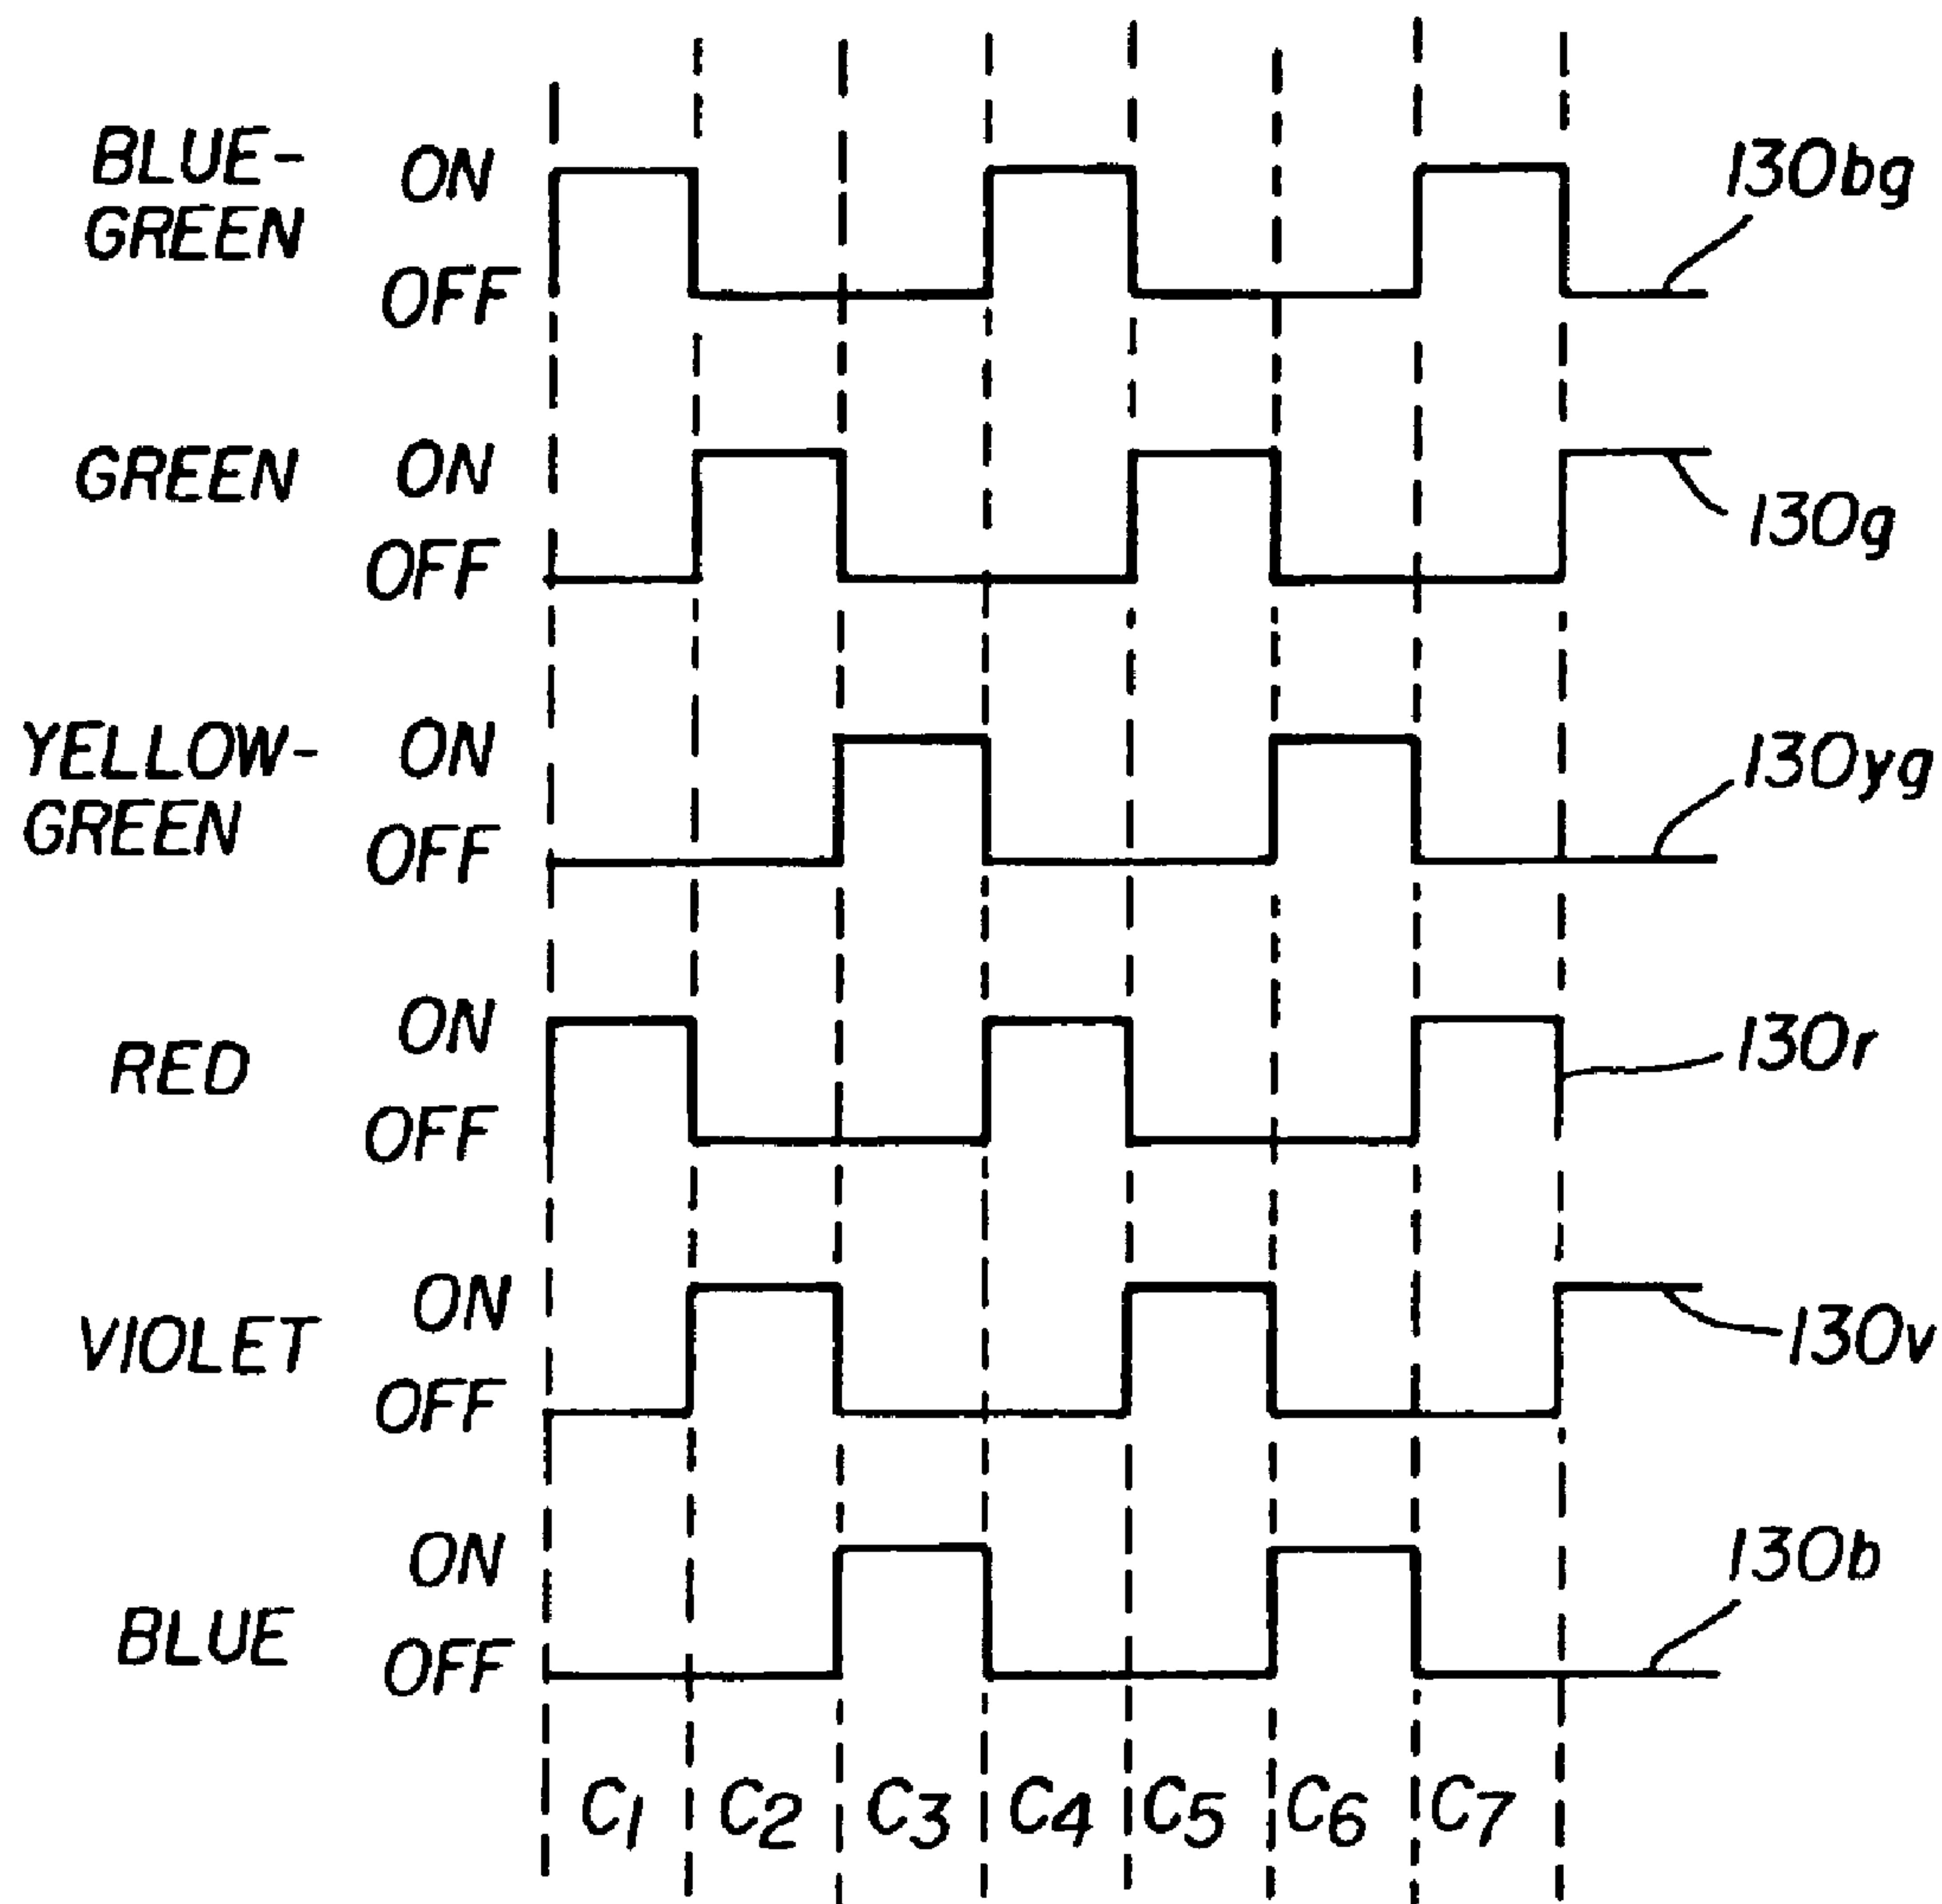 BLUE-
GREEN
ON
OFF
130bg
GREEN
ON
OFF
130g
YELLOW-
GREEN
ON
OFF
130yg
RED
ON
OFF
130r
VIOLET
ON
OFF
130v
BLUE
ON
OFF
130b
C1 C2 C3 C4 C5 C6 C7